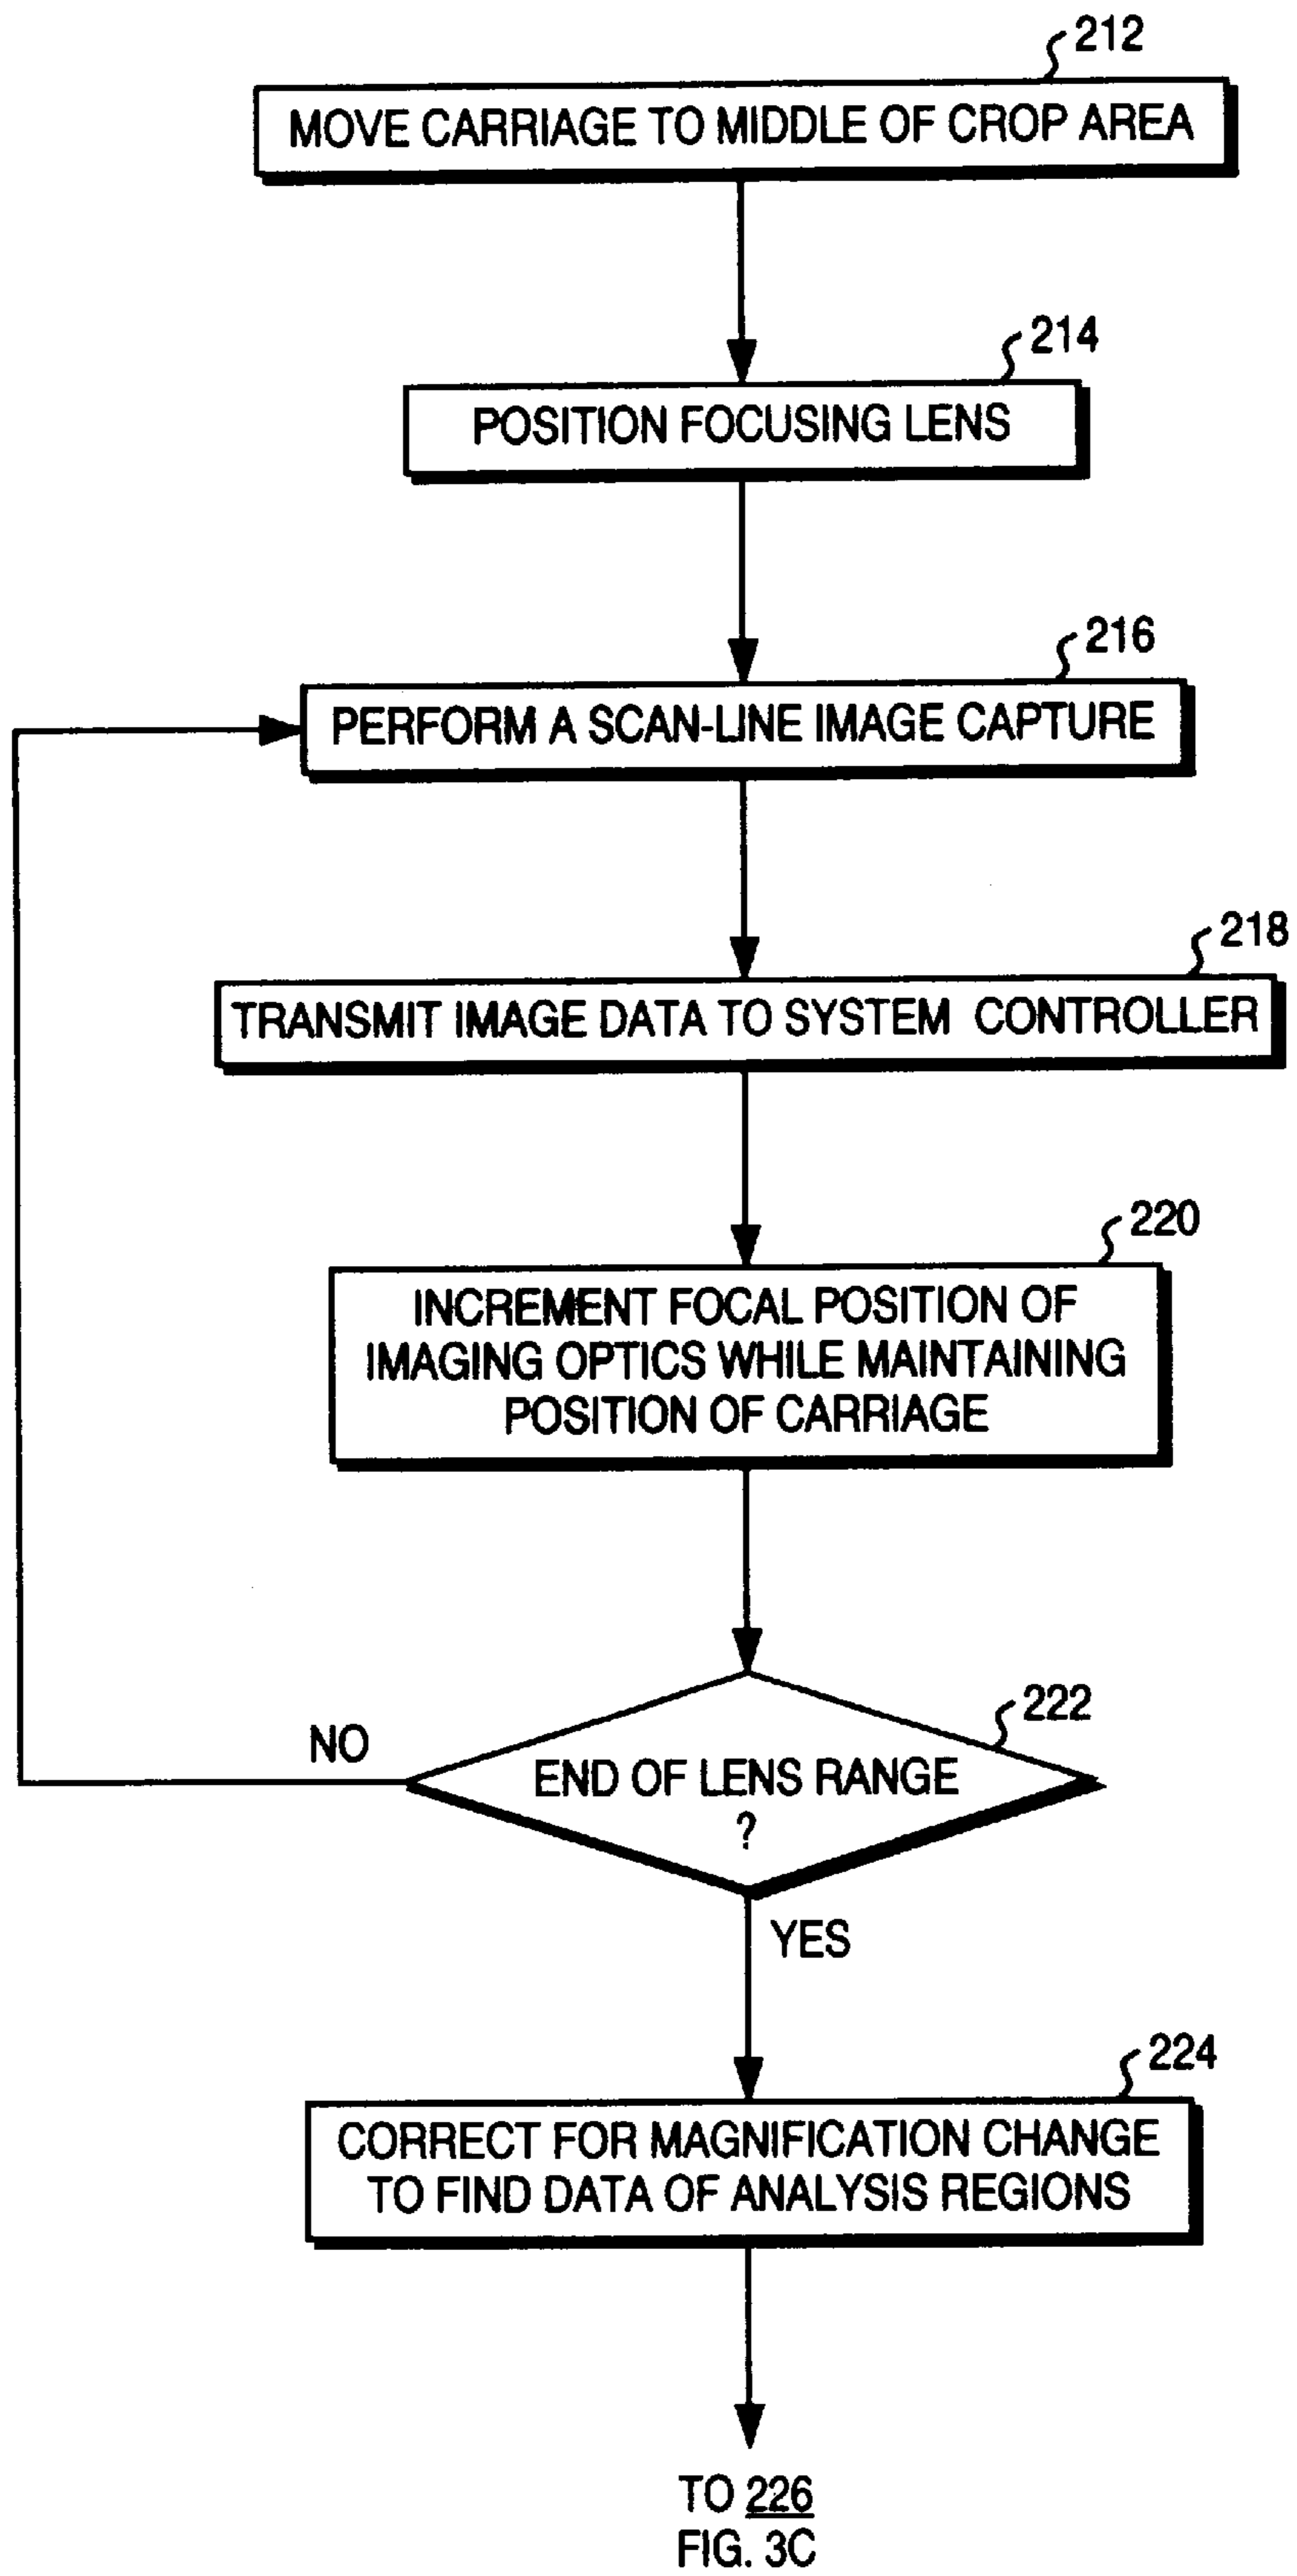 212
MOVE CARRIAGE TO MIDDLE OF CROP AREA
214
POSITION FOCUSING LENS
216
PERFORM A SCAN-LINE IMAGE CAPTURE
218
TRANSMIT IMAGE DATA TO SYSTEM CONTROLLER
220
INCREMENT FOCAL POSITION OF
IMAGING OPTICS WHILE MAINTAINING
POSITION OF CARRIAGE
222
NO
END OF LENS RANGE
?
YES
224
CORRECT FOR MAGNIFICATION CHANGE
TO FIND DATA OF ANALYSIS REGIONS
TO 226
FIG. 3C